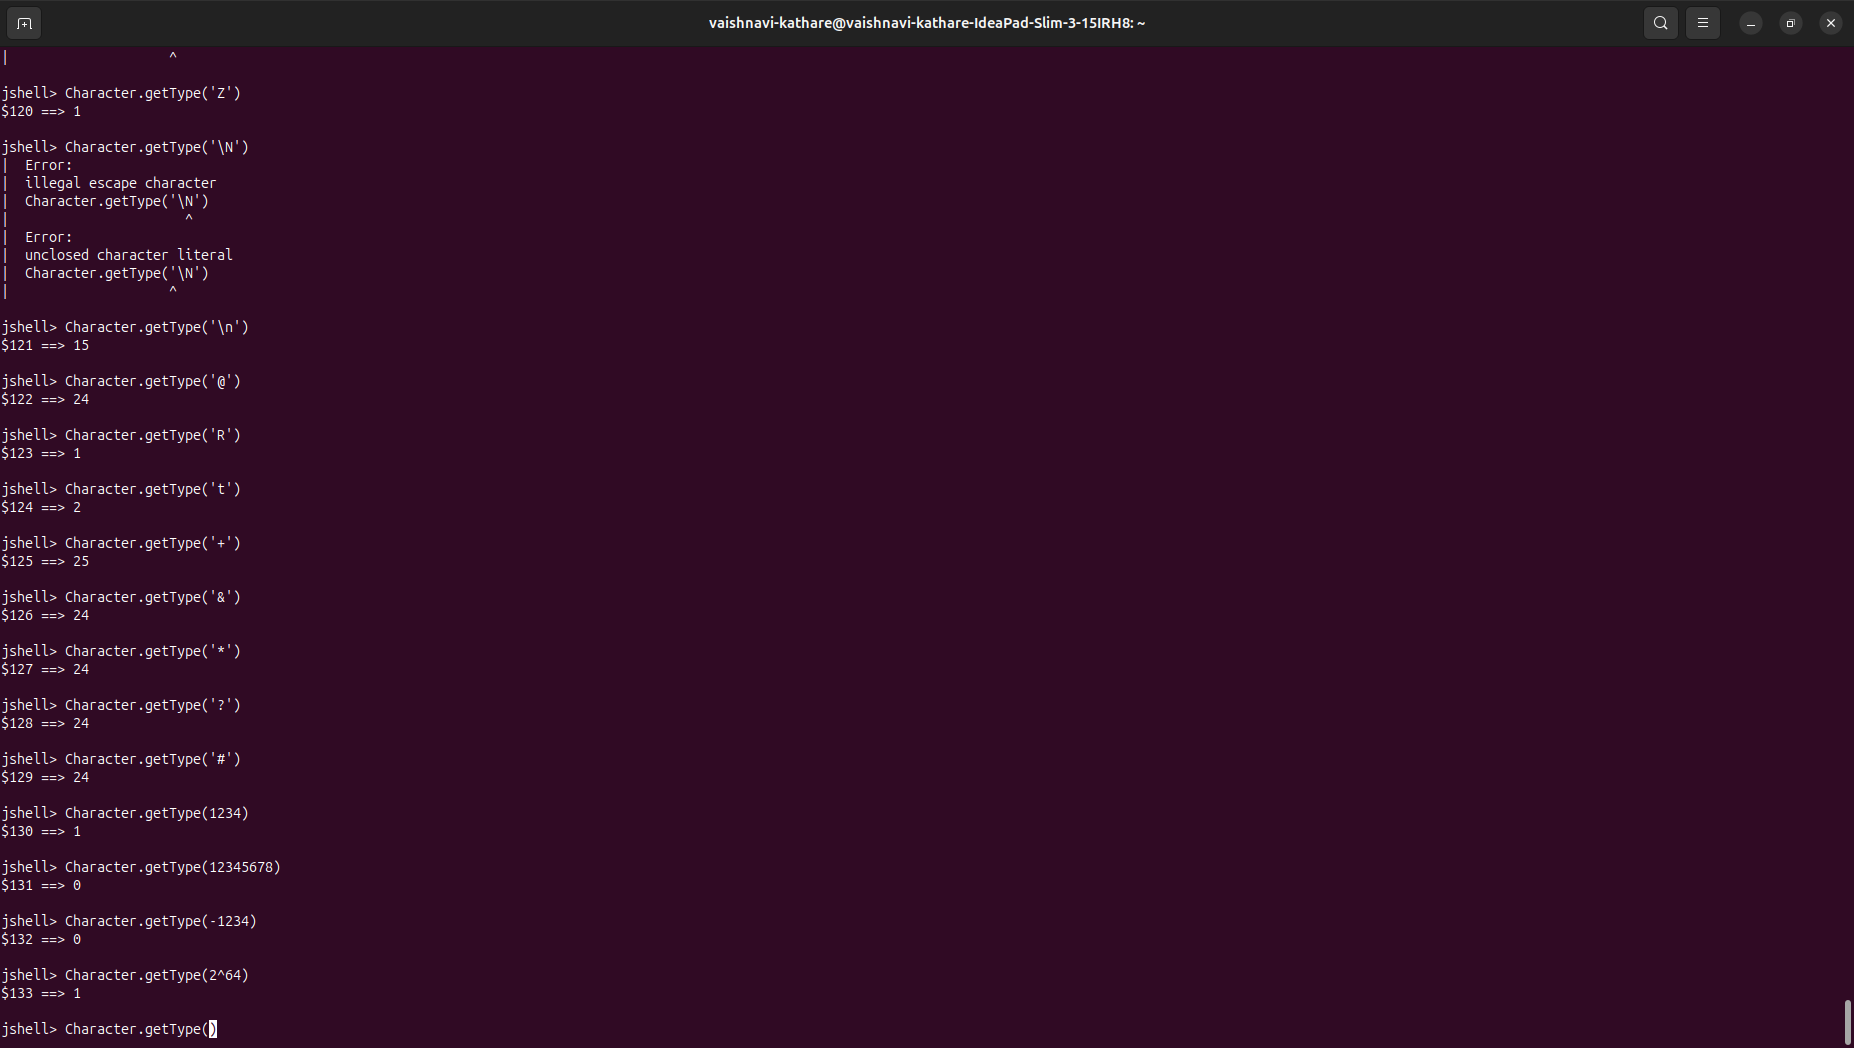 vaishnavi-kathare@vaishnavi-kathare-IdeaPad-Slim-3-15IRH8: ~
|                    ^
jshell> Character.getType('Z')
$120 ==> 1
jshell> Character.getType('\N')
|  Error:
|  illegal escape character
|  Character.getType('\N')
|                      ^
|  Error:
|  unclosed character literal
|  Character.getType('\N')
|                    ^
jshell> Character.getType('\n')
$121 ==> 15
jshell> Character.getType('@')
$122 ==> 24
jshell> Character.getType('R')
$123 ==> 1
jshell> Character.getType('t')
$124 ==> 2
jshell> Character.getType('+')
$125 ==> 25
jshell> Character.getType('&')
$126 ==> 24
jshell> Character.getType('*')
$127 ==> 24
jshell> Character.getType('?')
$128 ==> 24
jshell> Character.getType('#')
$129 ==> 24
jshell> Character.getType(1234)
$130 ==> 1
jshell> Character.getType(12345678)
$131 ==> 0
jshell> Character.getType(-1234)
$132 ==> 0
jshell> Character.getType(2^64)
$133 ==> 1
jshell> Character.getType()